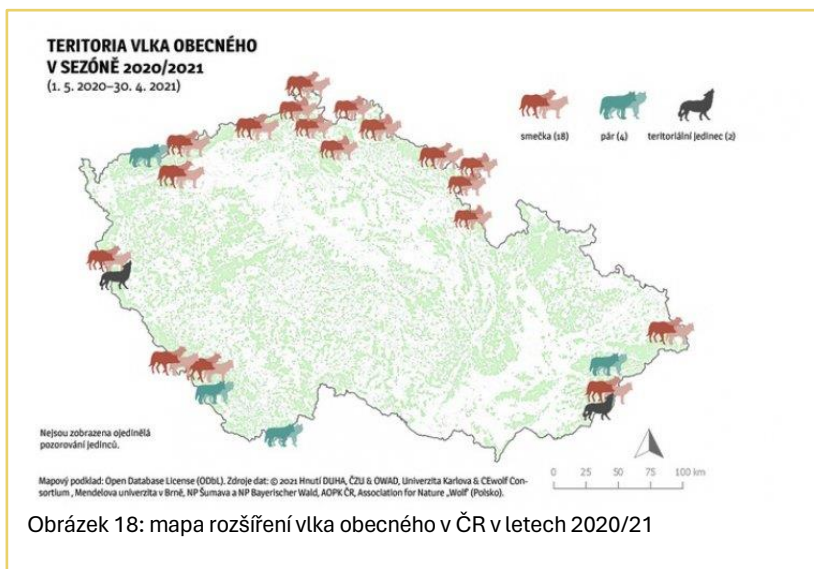 TERITORIA VLKA OBECNÉHO
V SEZÓNĚ 2020/2021
(1. 5. 2020–30. 4. 2021)
smečka (18) pár (4) teritoriální jedinec (2)
Nejsou zobrazena ojedinělá
pozorování jedinců.
0 25 50 75 100 km
Mapový podklad: Open Database License (ODbL). Zdroje dat: © 2021 Hnutí DUHA, ČZU & OWAD, Univerzita Karlova & CEwolf Con-
sortium , Mendelova univerzita v Brně, NP Šumava a NP Bayerischer Wald, AOPK ČR, Association for Nature „Wolf" (Polsko).
Obrázek 18: mapa rozšíření vlka obecného v ČR v letech 2020/21